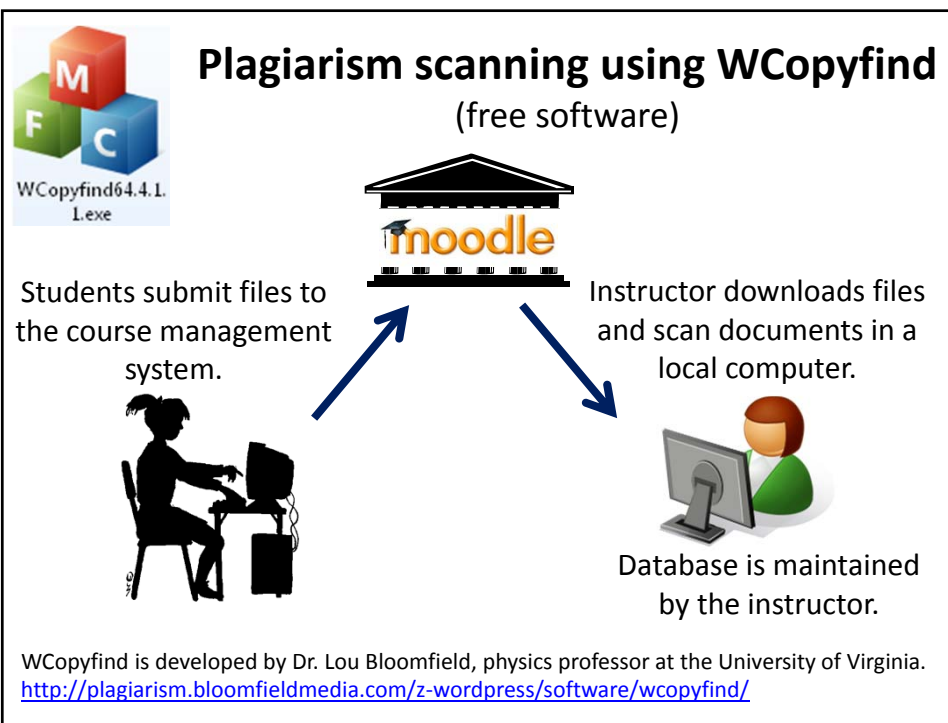 M
F
C
WCopyfind64.4.1.
1.exe
Plagiarism scanning using WCopyfind
(free software)
moodle
Students submit files to
the course management
system.
Instructor downloads files
and scan documents in a
local computer.
Database is maintained
by the instructor.
WCopyfind is developed by Dr. Lou Bloomfield, physics professor at the University of Virginia.
http://plagiarism.bloomfieldmedia.com/z-wordpress/software/wcopyfind/